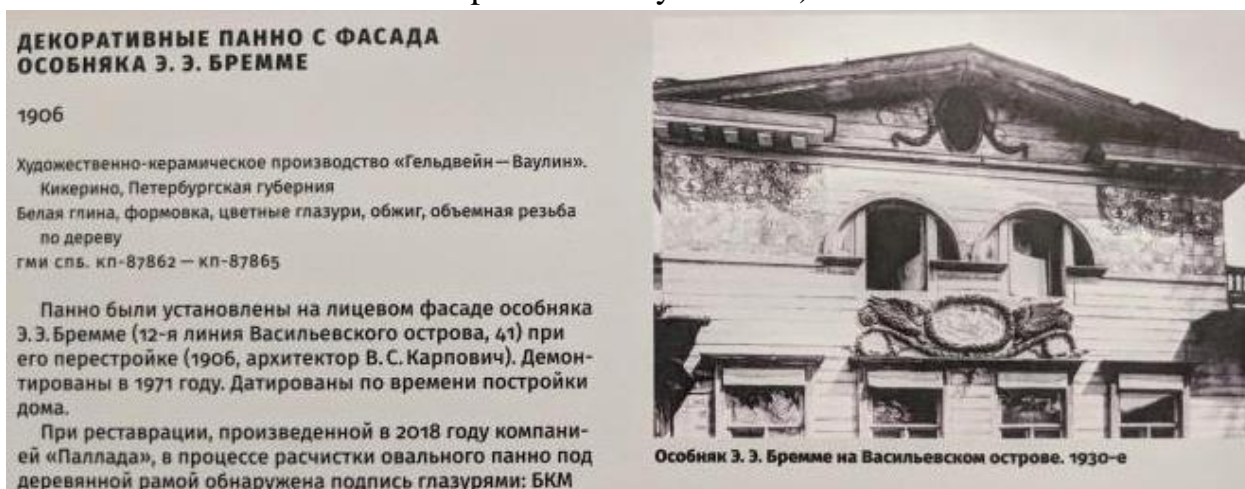 ДЕКОРАТИВНЫЕ ПАННО С ФАСАДА
ОСОБНЯКА Э. Э. БРЕММЕ
1906
Художественно-керамическое производство «Гельдвейн—Ваулин».
Кикерино, Петербургская губерния
Белая глина, формовка, цветные глазури, обжиг, объемная резьба
по дереву
ГМИ СПБ. КП-87862 — КП-87865
Панно были установлены на лицевом фасаде особняка
Э. Э. Бремме (12-я линия Васильевского острова, 41) при
его перестройке (1906, архитектор В. С. Карпович). Демон-
тированы в 1971 году. Датированы по времени постройки
дома.
При реставрации, произведенной в 2018 году компани-
ей «Паллада», в процессе расчистки овального панно под
деревянной рамой обнаружена подпись глазурями: БКМ
Особняк Э. Э. Бремме на Васильевском острове. 1930-е